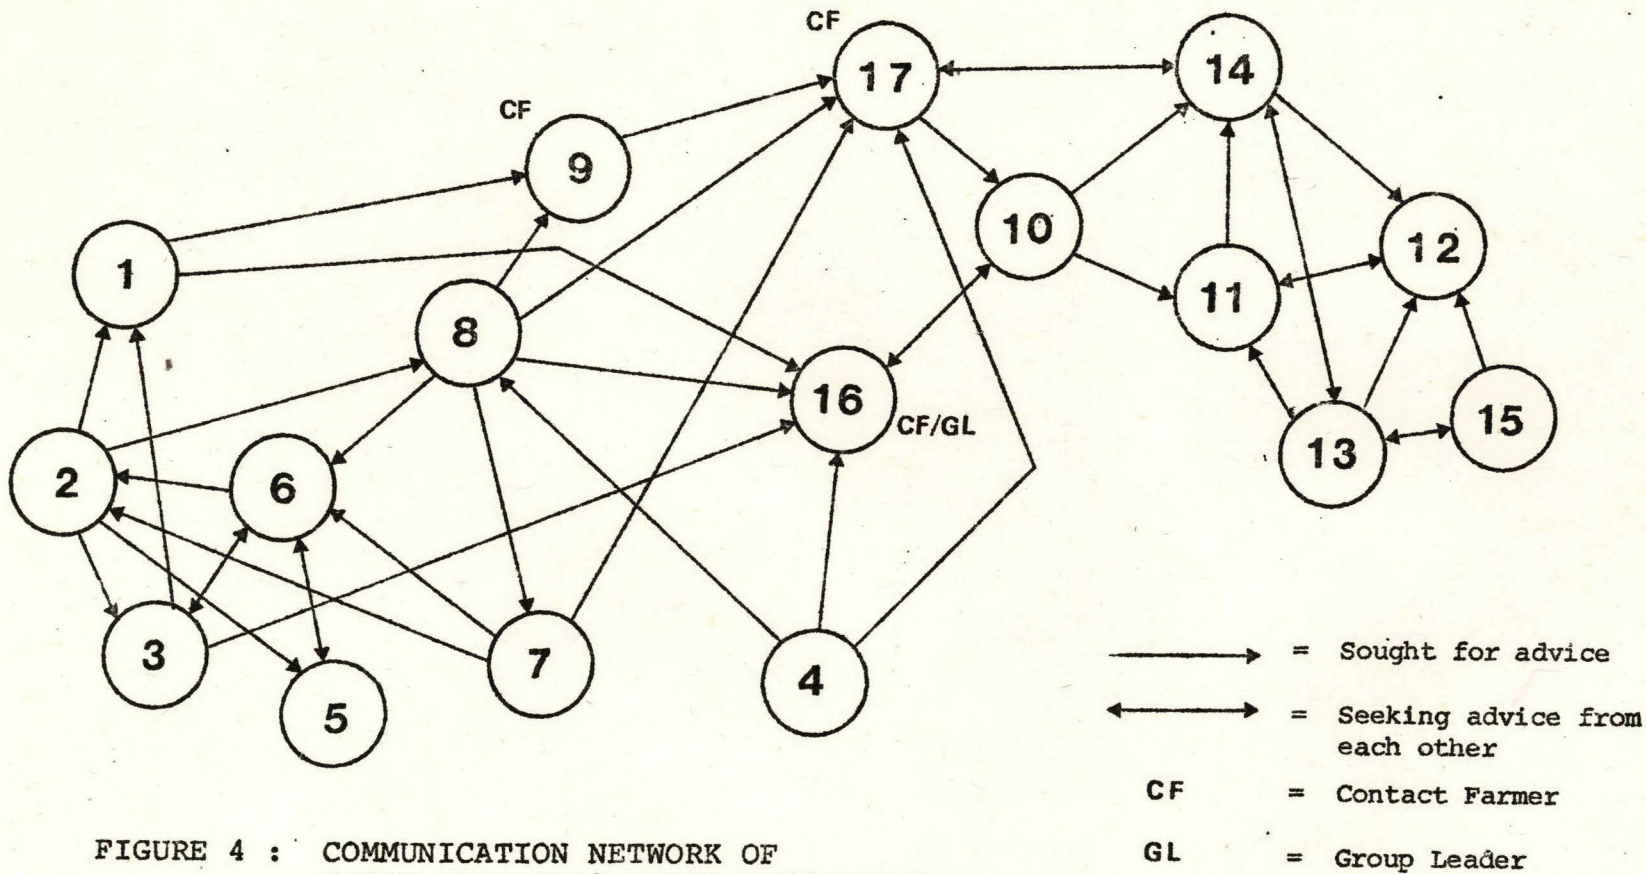 CF
17
14
CF
9
10
12
1
11
8
16
CF/GL
15
2
6
13
3
7
4
5
= Sought for advice
= Seeking advice from
each other
CF = Contact Farmer
GL = Group Leader
FIGURE 4 : COMMUNICATION NETWORK OF